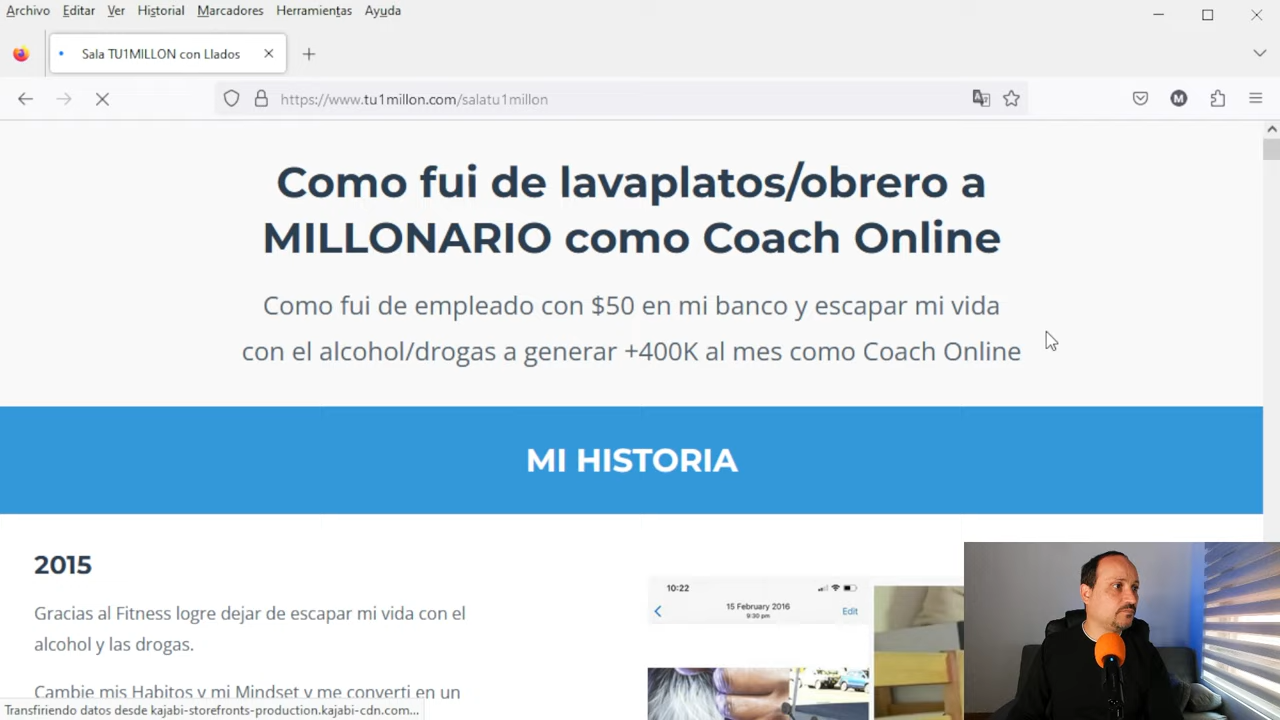 Archivo Editar Ver Historial Marcadores Herramientas Ayuda
Sala TU1MILLON con Llados
https://www.tu1millon.com/salatu1millon
M
Como fui de lavaplatos/obrero a
MILLONARIO como Coach Online
Como fui de empleado con $50 en mi banco y escapar mi vida
con el alcohol/drogas a generar +400K al mes como Coach Online
MI HISTORIA
2015
Gracias al Fitness logre dejar de escapar mi vida con el
alcohol y las drogas.
Cambie mis Habitos y mi Mindset y me converti en un
10:22
15 February 2016
9:30 pm
Edit
Transfiriendo datos desde kajabi-storefronts-production.kajabi-cdn.com...